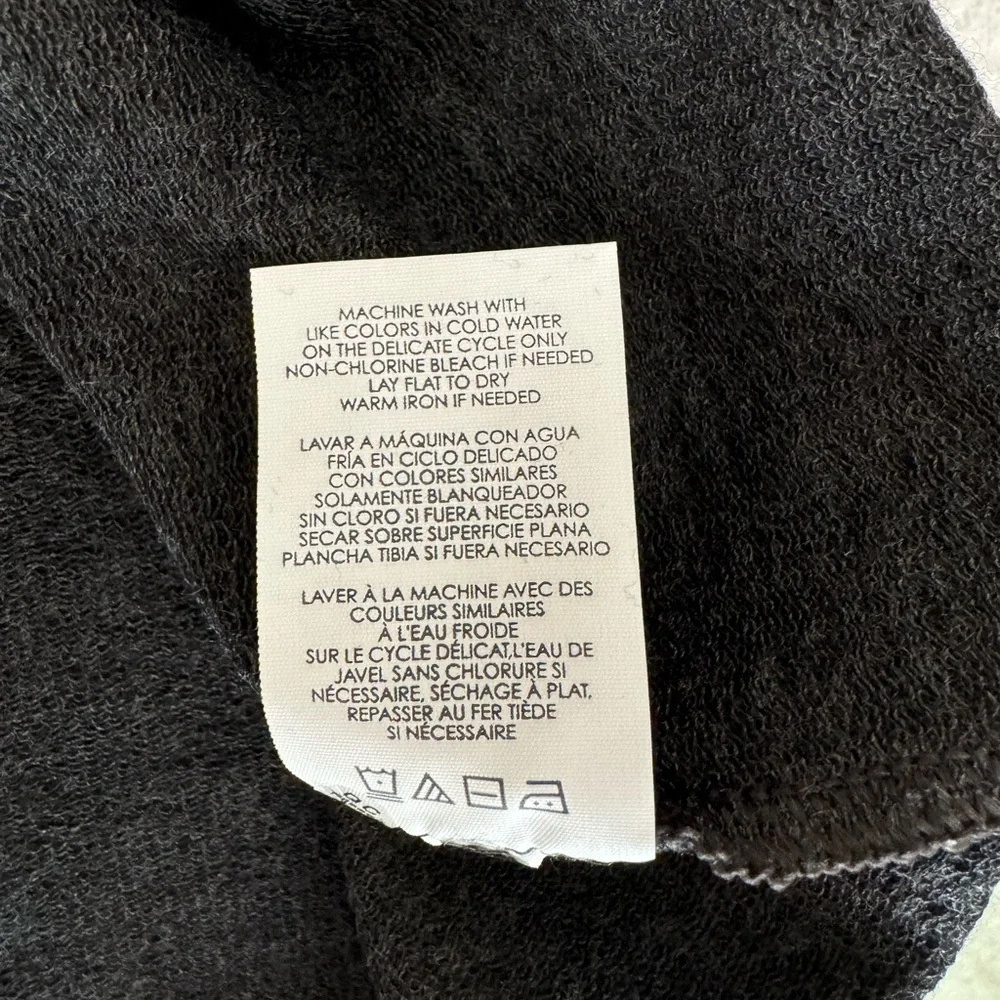 MACHINE WASH WITH
LIKE COLORS IN COLD WATER
ON THE DELICATE CYCLE ONLY
NON-CHLORINE BLEACH IF NEEDED
LAY FLAT TO DRY
WARM IRON IF NEEDED
LAVAR A MÁQUINA CON AGUA
FRÍA EN CICLO DELICADO
CON COLORES SIMILARES
SOLAMENTE BLANQUEADOR
SIN CLORO SI FUERA NECESARIO
SECAR SOBRE SUPERFICIE PLANA
PLANCHA TIBIA SI FUERA NECESARIO
LAVER À LA MACHINE AVEC DES
COULEURS SIMILAIRES
À L'EAU FROIDE
SUR LE CYCLE DÉLICAT,L'EAU DE
JAVEL SANS CHLORURE SI
NÉCESSAIRE, SÉCHAGE À PLAT,
REPASSER AU FER TIÈDE
SI NÉCESSAIRE